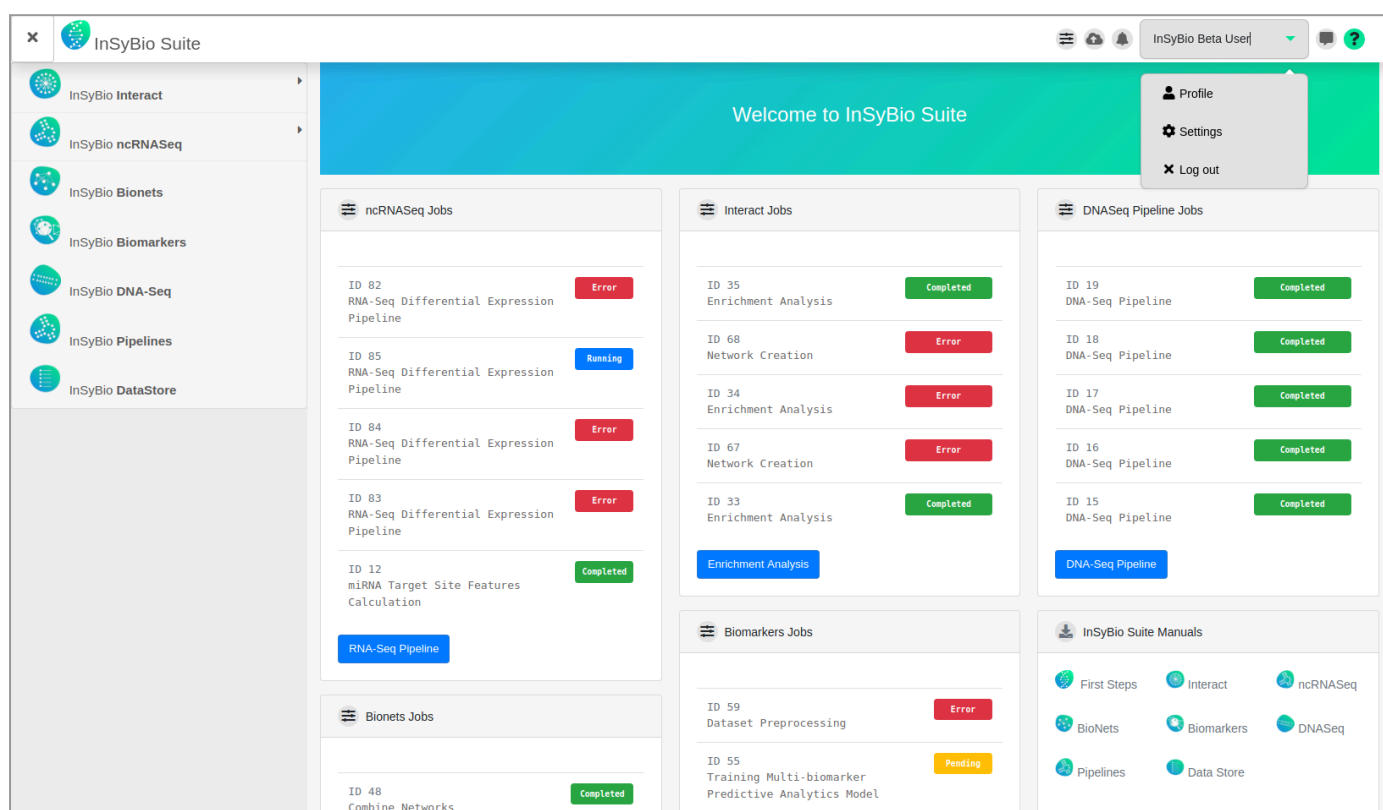 InSyBio Suite
InSyBio Beta User
Profile
Settings
Log out
InSyBio Interact
InSyBio ncRNASeq
InSyBio Bionets
InSyBio Biomarkers
InSyBio DNA-Seq
InSyBio Pipelines
InSyBio DataStore
Welcome to InSyBio Suite
ncRNASeq Jobs
ID 82
Error
RNA-Seq Differential Expression
Pipeline
ID 85
Running
RNA-Seq Differential Expression
Pipeline
ID 84
Error
RNA-Seq Differential Expression
Pipeline
ID 83
Error
RNA-Seq Differential Expression
Pipeline
ID 12
Completed
miRNA Target Site Features
Calculation
RNA-Seq Pipeline
Bionets Jobs
ID 48
Completed
Combine Networks
Interact Jobs
ID 35
Completed
Enrichment Analysis
ID 68
Error
Network Creation
ID 34
Error
Enrichment Analysis
ID 67
Error
Network Creation
ID 33
Completed
Enrichment Analysis
Enrichment Analysis
Biomarkers Jobs
ID 59
Error
Dataset Preprocessing
ID 55
Pending
Training Multi-biomarker
Predictive Analytics Model
DNASeq Pipeline Jobs
ID 19
Completed
DNA-Seq Pipeline
ID 18
Completed
DNA-Seq Pipeline
ID 17
Completed
DNA-Seq Pipeline
ID 16
Completed
DNA-Seq Pipeline
ID 15
Completed
DNA-Seq Pipeline
DNA-Seq Pipeline
InSyBio Suite Manuals
First Steps
Interact
ncRNASeq
BioNets
Biomarkers
DNASeq
Pipelines
Data Store